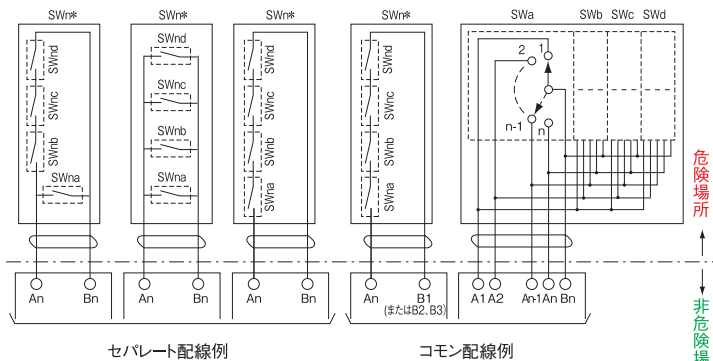 SWn*
SWnd
SWnc
SWnb
SWna
An
Bn
SWn*
SWnd
SWnc
SWnb
SWna
An
Bn
SWn*
SWnd
SWnc
SWnb
SWna
An
Bn
セパレート配線例
SWn*
SWnd
SWnc
SWnb
SWna
An
B1
(またはB2、B3)
SWa
SWb
SWc
SWd
2
1
n-1
n
A1
A2
An-1
An
Bn
コモン配線例
危険場所
非危険場